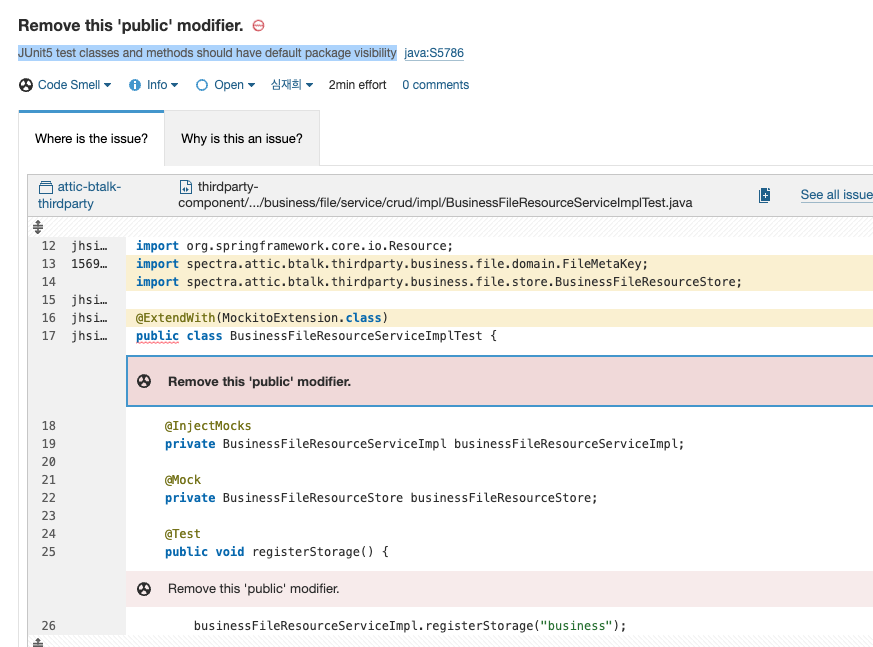 Remove this 'public' modifier.
JUnit5 test classes and methods should have default package visibility java:S5786
Code Smell Info Open 심재희 2min effort 0 comments
Where is the issue? Why is this an issue?
attic-btalk-thirdparty
thirdparty-component/.../business/file/service/crud/impl/BusinessFileResourceServiceImplTest.java
See all issue
12 jhsi… import org.springframework.core.io.Resource;
13 1569… import spectra.attic.btalk.thirdparty.business.file.domain.FileMetaKey;
14 import spectra.attic.btalk.thirdparty.business.file.store.BusinessFileResourceStore;
15 jhsi…
16 jhsi… @ExtendWith(MockitoExtension.class)
17 jhsi… public class BusinessFileResourceServiceImplTest {
Remove this 'public' modifier.
18 @InjectMocks
19 private BusinessFileResourceServiceImpl businessFileResourceServiceImpl;
20
21 @Mock
22 private BusinessFileResourceStore businessFileResourceStore;
23
24 @Test
25 public void registerStorage() {
Remove this 'public' modifier.
26 businessFileResourceServiceImpl.registerStorage("business");